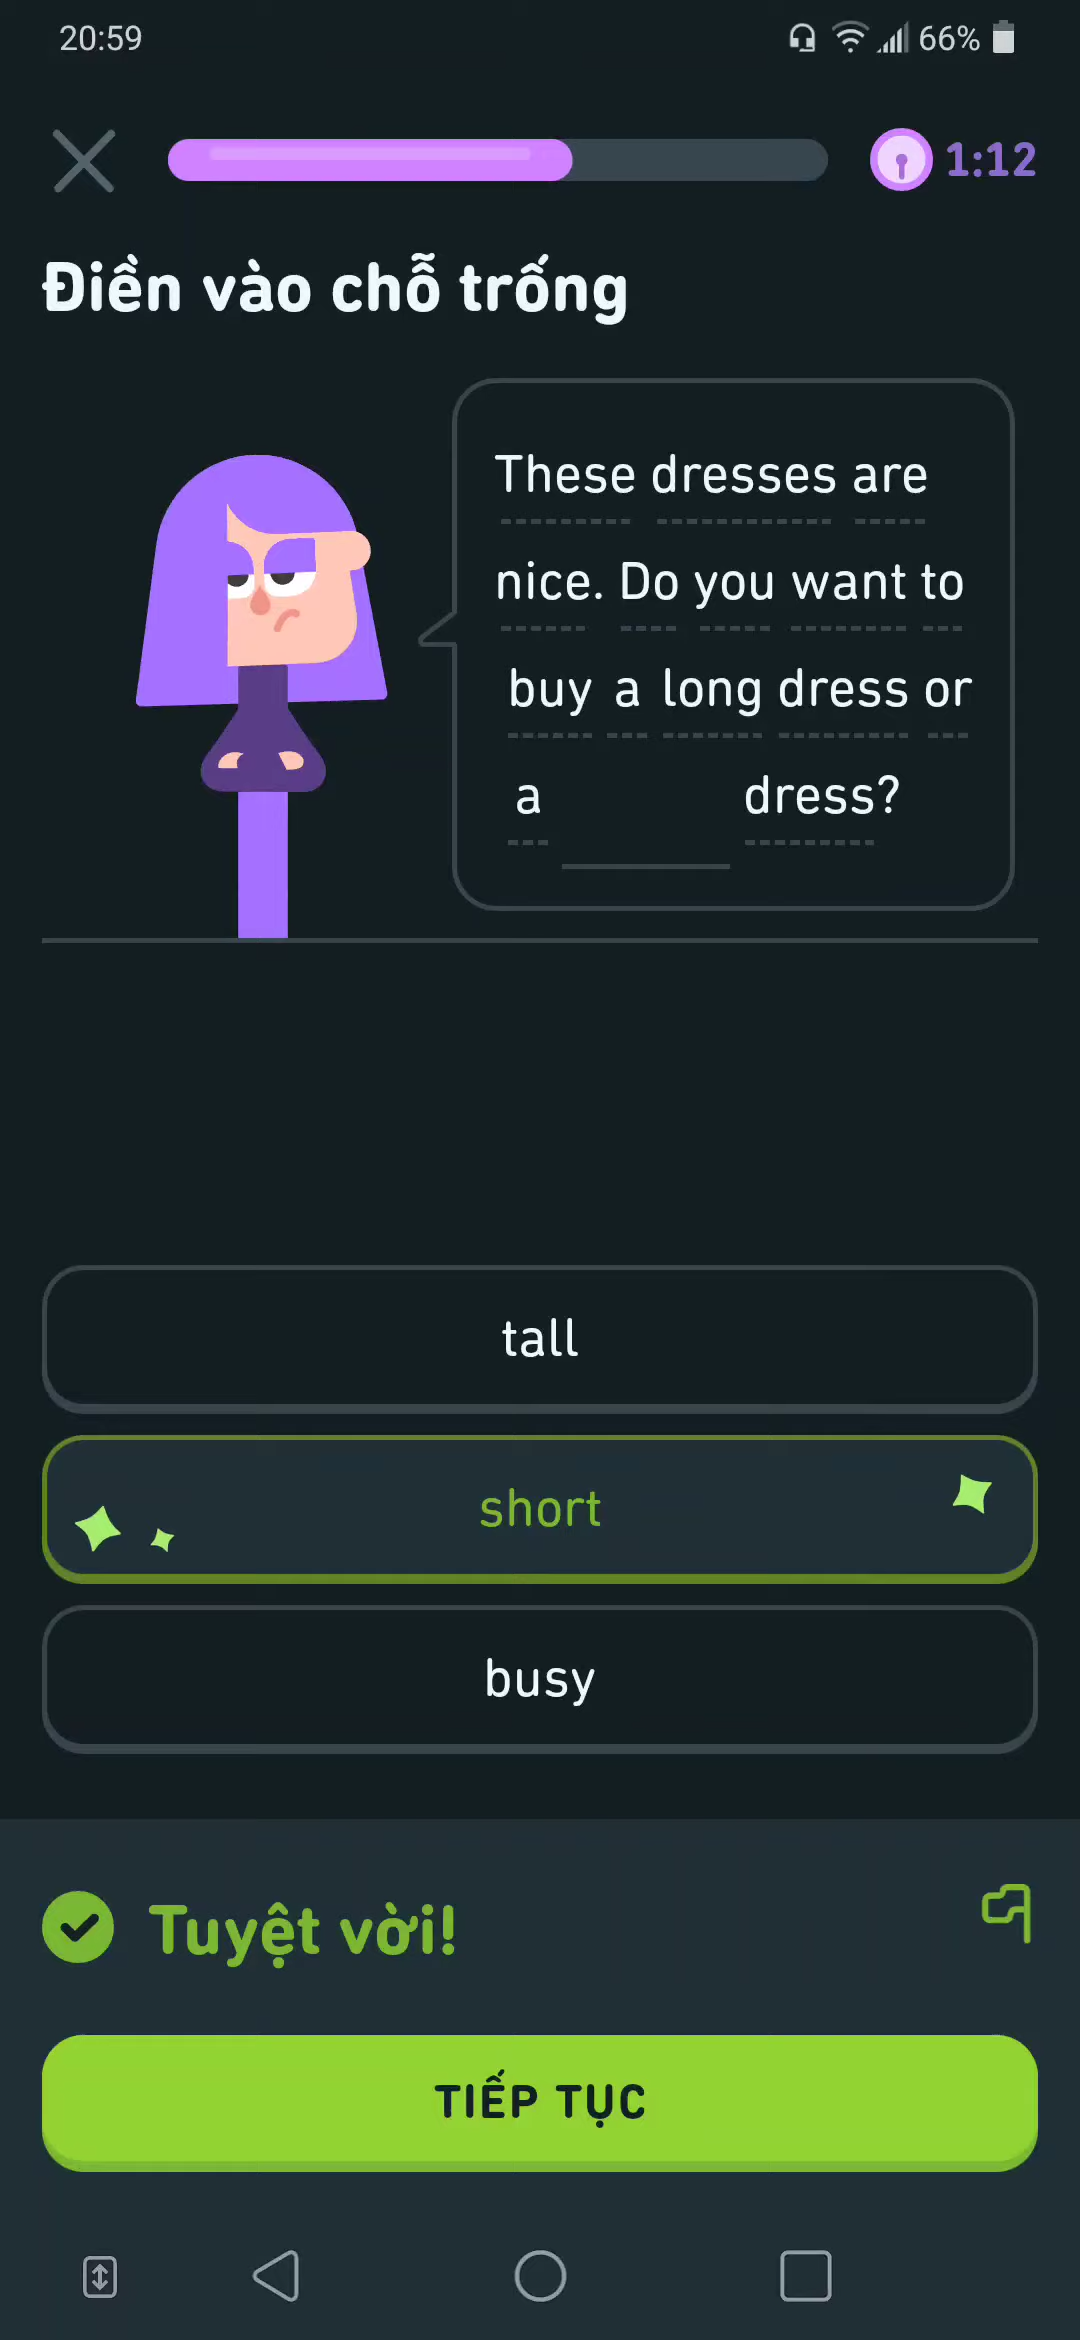 20:59
66%
1:12
Điền vào chỗ trống
These dresses are
nice. Do you want to
buy a long dress or
a ______ dress?
tall
short
busy
Tuyệt vời!
TIẾP TỤC